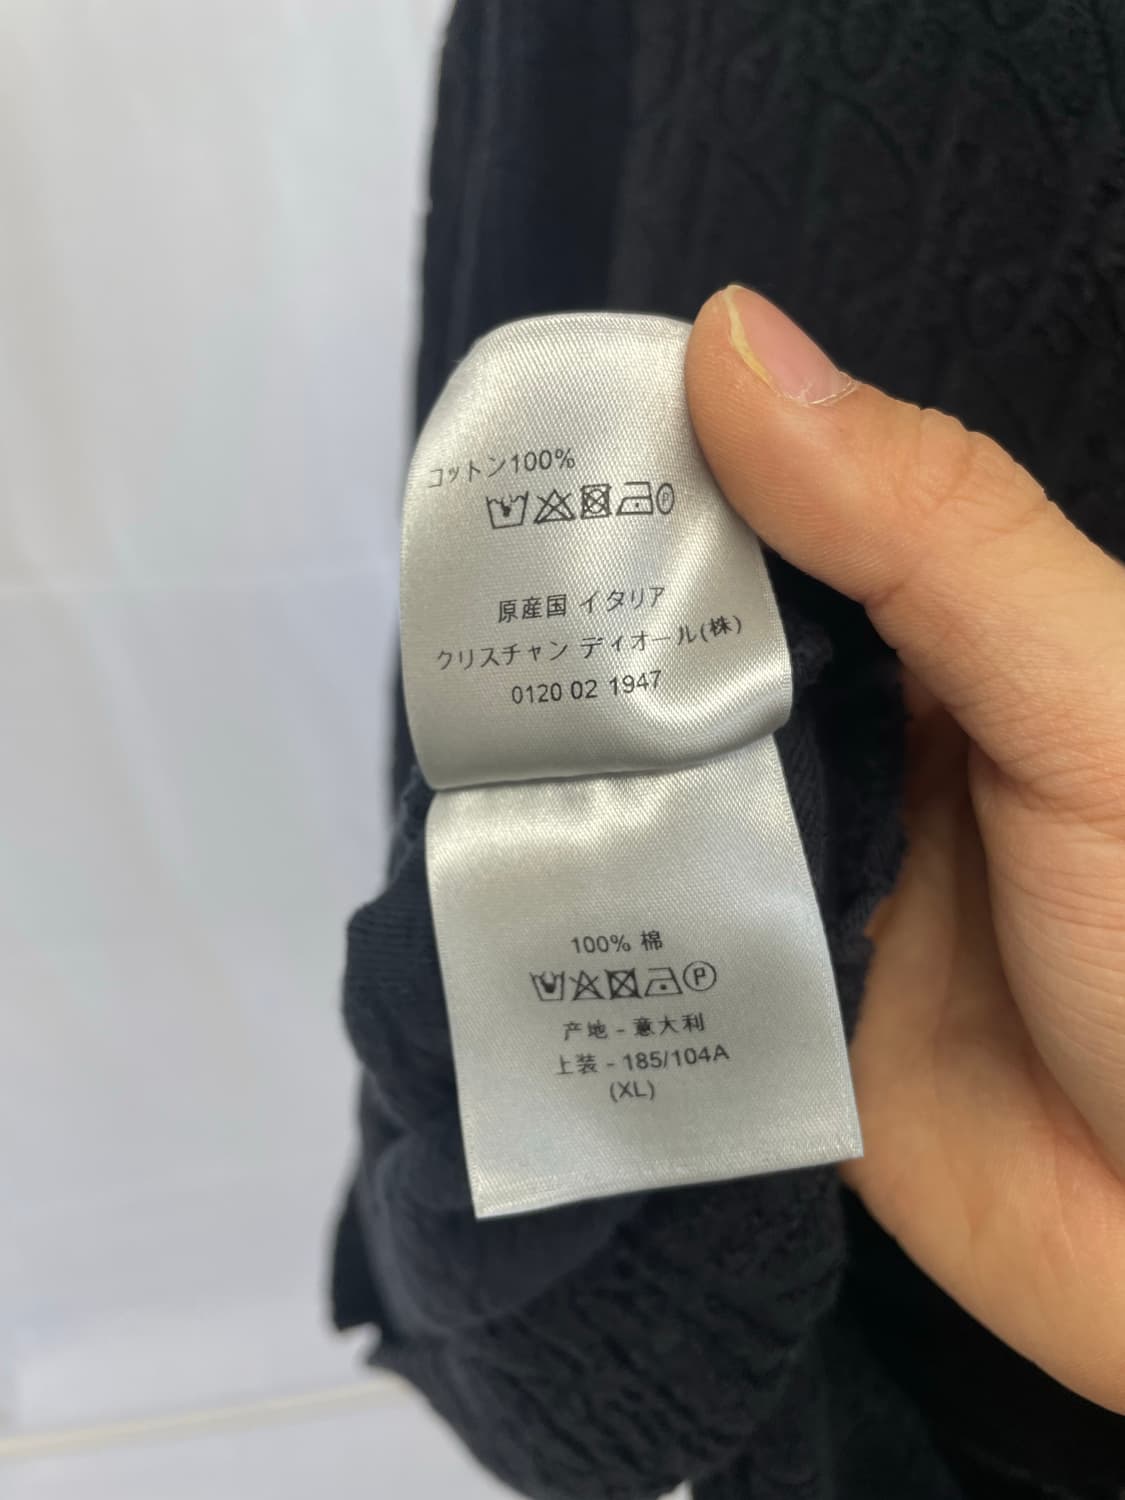 コットン100%
P
原産国 イタリア
クリスチャン ディオール(株)
0120 02 1947
100% 棉
P
产地 - 意大利
上装 - 185/104A
(XL)